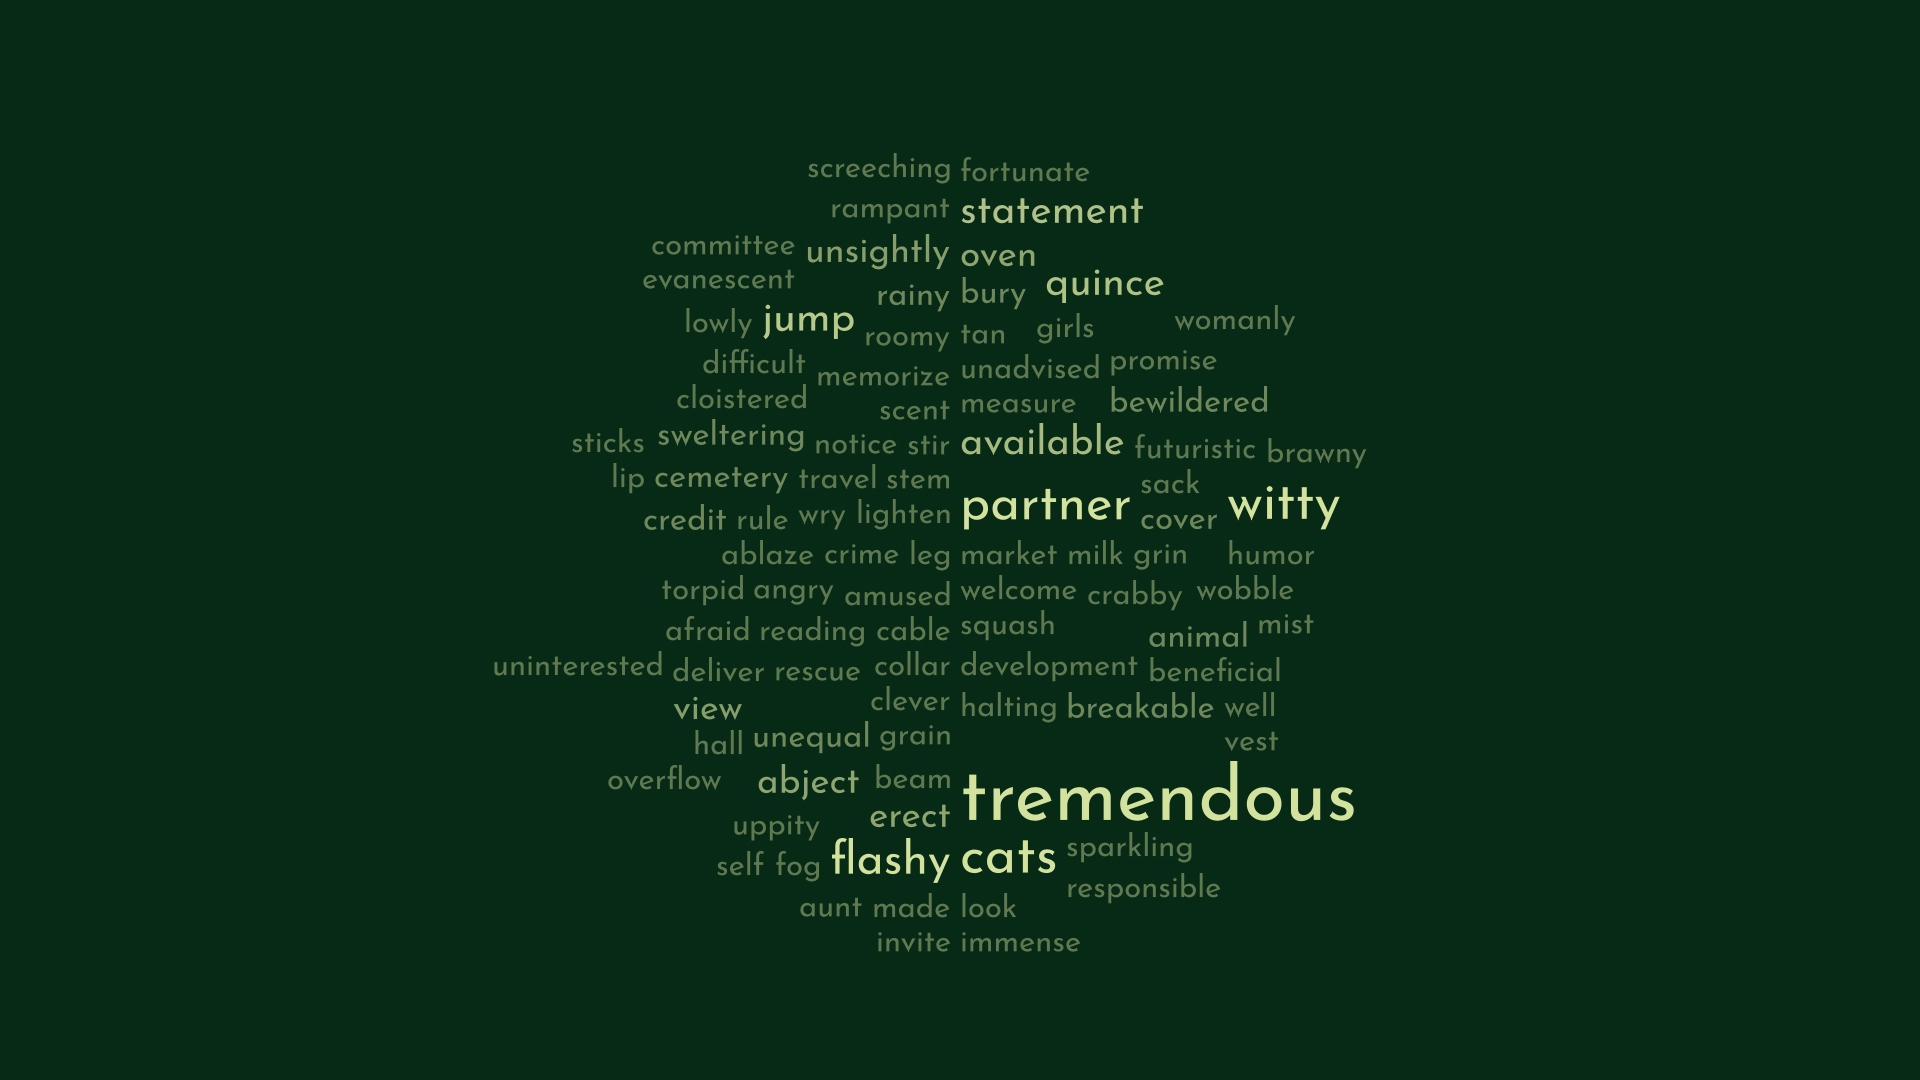 screeching fortunate
rampant statement
committee unsightly oven
evanescent rainy bury quince
lowly jump roomy tan girls womanly
difficult memorize unadvised promise
cloistered scent measure bewildered
sticks sweltering notice stir available futuristic brawny
lip cemetery travel stem sack
credit rule wry lighten partner cover witty
ablaze crime leg market milk grin humor
torpid angry amused welcome crabby wobble
afraid reading cable squash animal mist
uninterested deliver rescue collar development beneficial
view clever halting breakable well
hall unequal grain vest
overflow abject beam tremendous
uppity erect
self fog flashy cats sparkling
responsible
aunt made look
invite immense